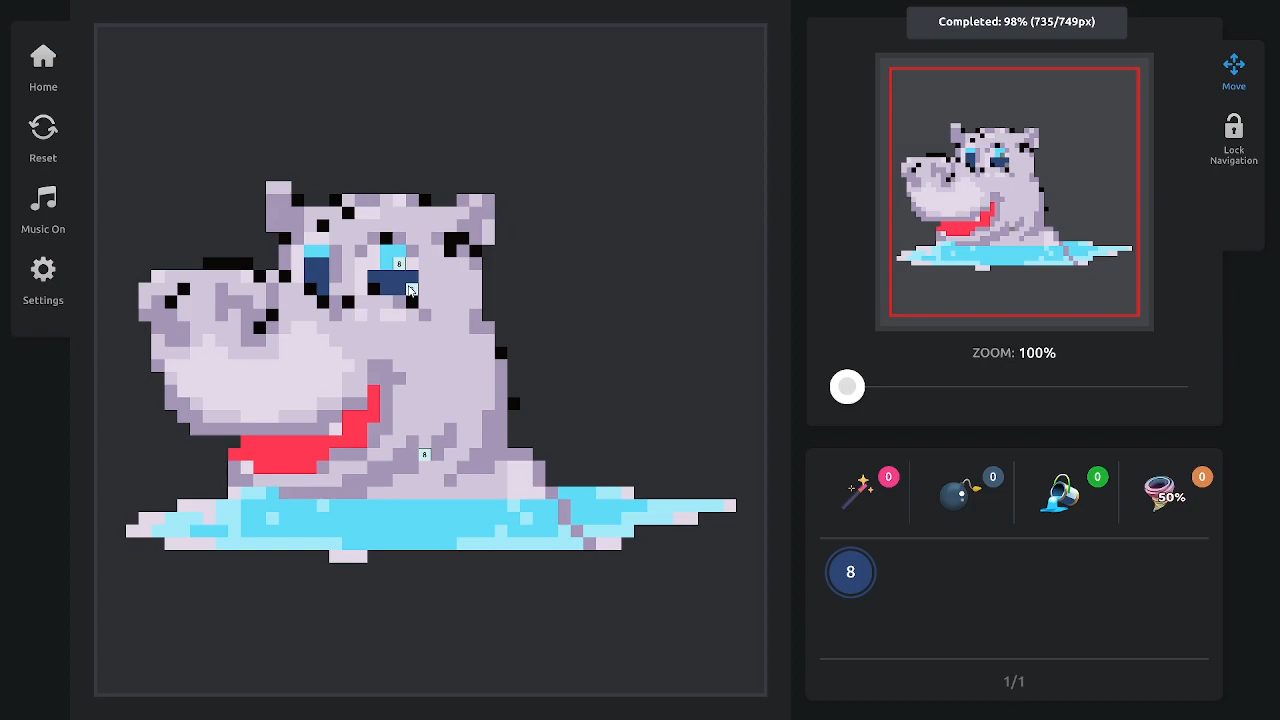 Completed: 98% (735/749px)
Home
Reset
Music On
Settings
8
8
Move
Lock
Navigation
ZOOM: 100%
0
0
0
50%
0
8
1/1